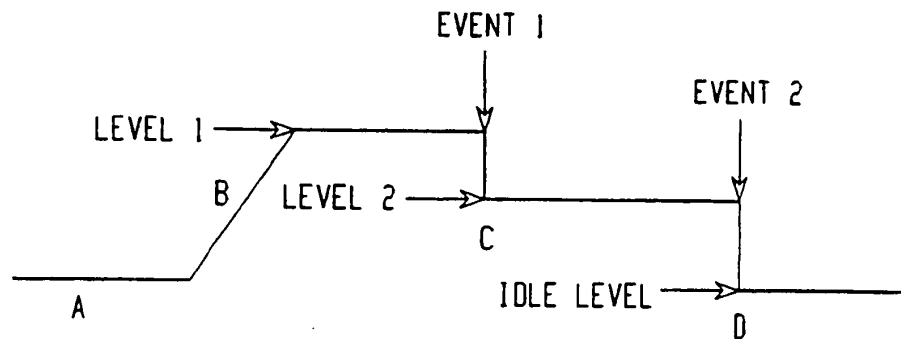 EVENT 1
EVENT 2
LEVEL 1
B
LEVEL 2
C
A
IDLE LEVEL
D